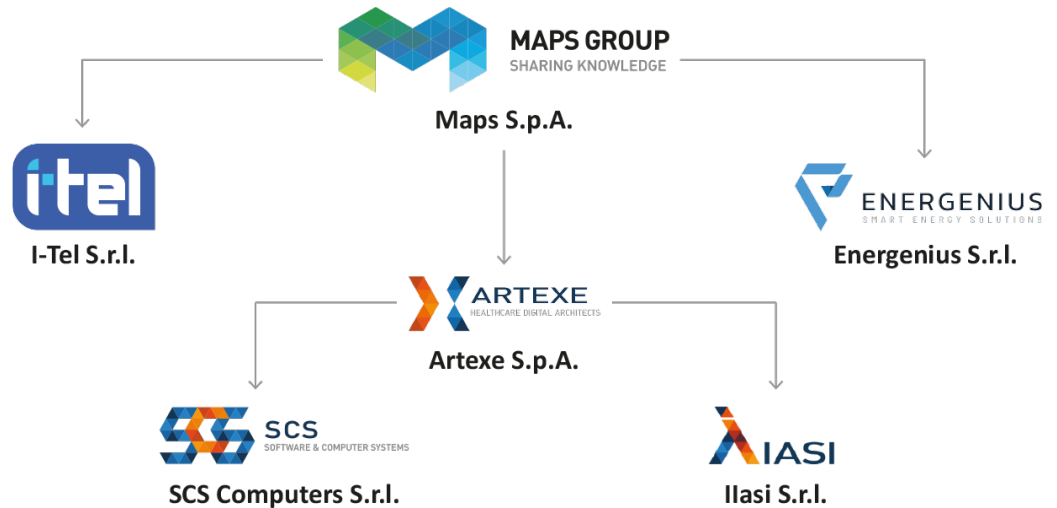 MAPS GROUP
SHARING KNOWLEDGE
Maps S.p.A.
i-tel
I-Tel S.r.l.
ENERGENIUS
SMART ENERGY SOLUTIONS
Energenius S.r.l.
ARTEXE
HEALTHCARE DIGITAL ARCHITECTS
Artexe S.p.A.
SCS
SCS
SOFTWARE & COMPUTER SYSTEMS
SCS Computers S.r.l.
IASI
IIasi S.r.l.